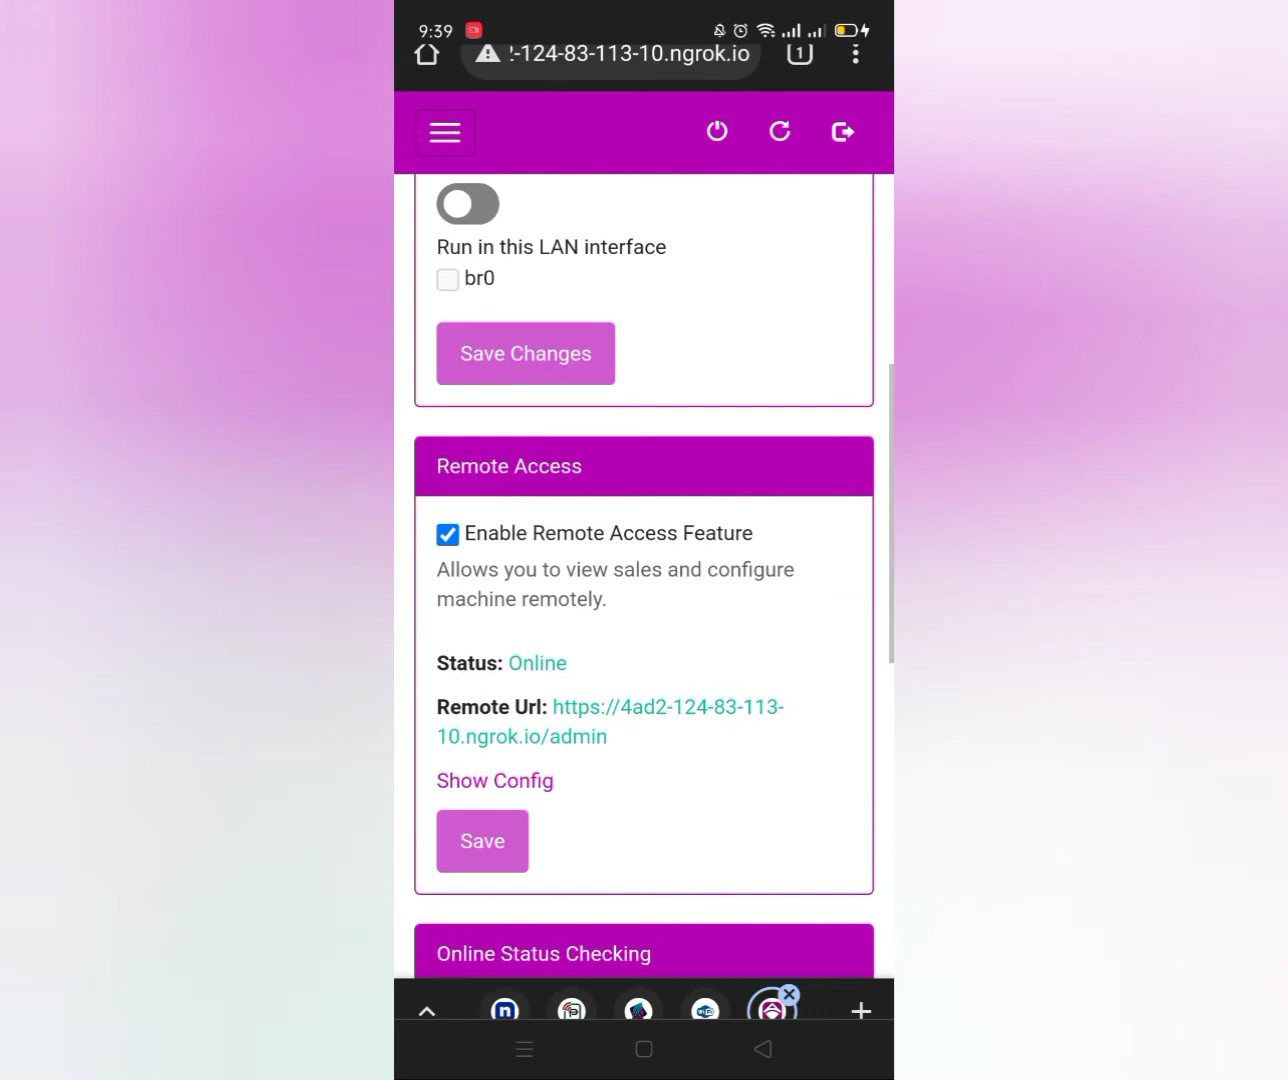 9:39
-124-83-113-10.ngrok.io
1
Run in this LAN interface
br0
Save Changes
Remote Access
Enable Remote Access Feature
Allows you to view sales and configure
machine remotely.
Status: Online
Remote Url: https://4ad2-124-83-113-
10.ngrok.io/admin
Show Config
Save
Online Status Checking
n